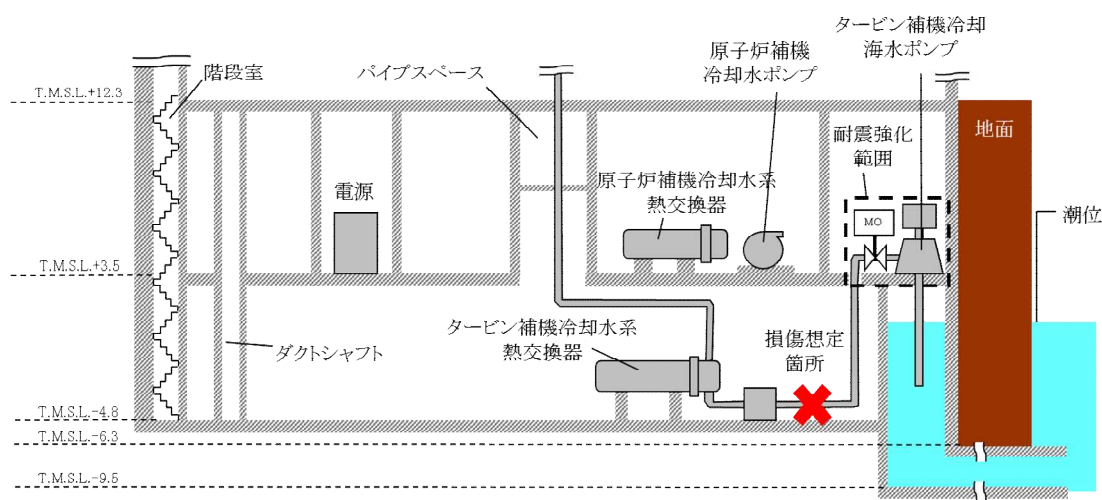 タービン補機冷却
海水ポンプ
原子炉補機
冷却水ポンプ
階段室
パイプスペース
T.M.S.L.+12.3
地面
耐震強化
範囲
原子炉補機冷却水系
熱交換器
電源
MO
潮位
T.M.S.L.+3.5
タービン補機冷却水系
熱交換器
損傷想定
箇所
ダクトシャフト
T.M.S.L.-4.8
T.M.S.L.-6.3
T.M.S.L.-9.5